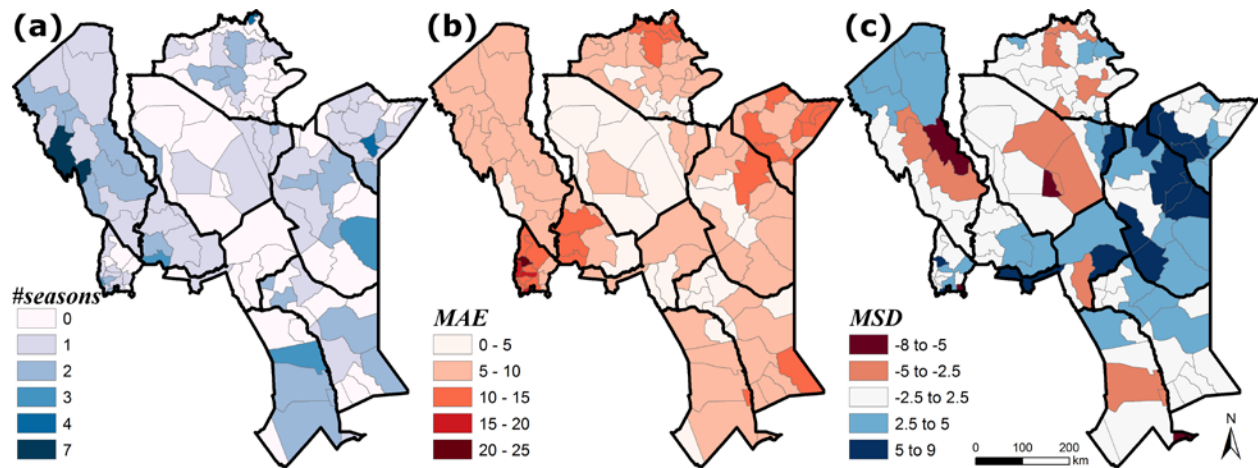 (a)
#seasons
0
1
2
3
4
7
(b)
MAE
0 - 5
5 - 10
10 - 15
15 - 20
20 - 25
(c)
MSD
-8 to -5
-5 to -2.5
-2.5 to 2.5
2.5 to 5
5 to 9
0 100 200
km
N